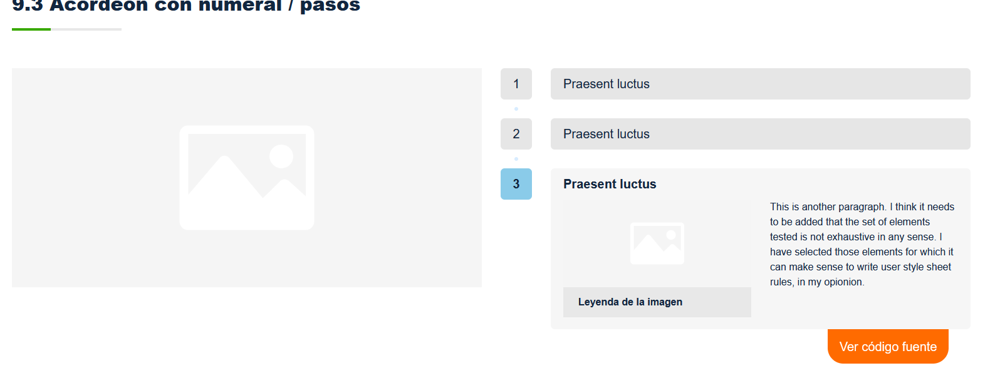 9.3 Acordeón con numeral / pasos
1
Praesent luctus
2
Praesent luctus
3
Praesent luctus
This is another paragraph. I think it needs
to be added that the set of elements
tested is not exhaustive in any sense. I
have selected those elements for which it
can make sense to write user style sheet
rules, in my opionion.
Leyenda de la imagen
Ver código fuente